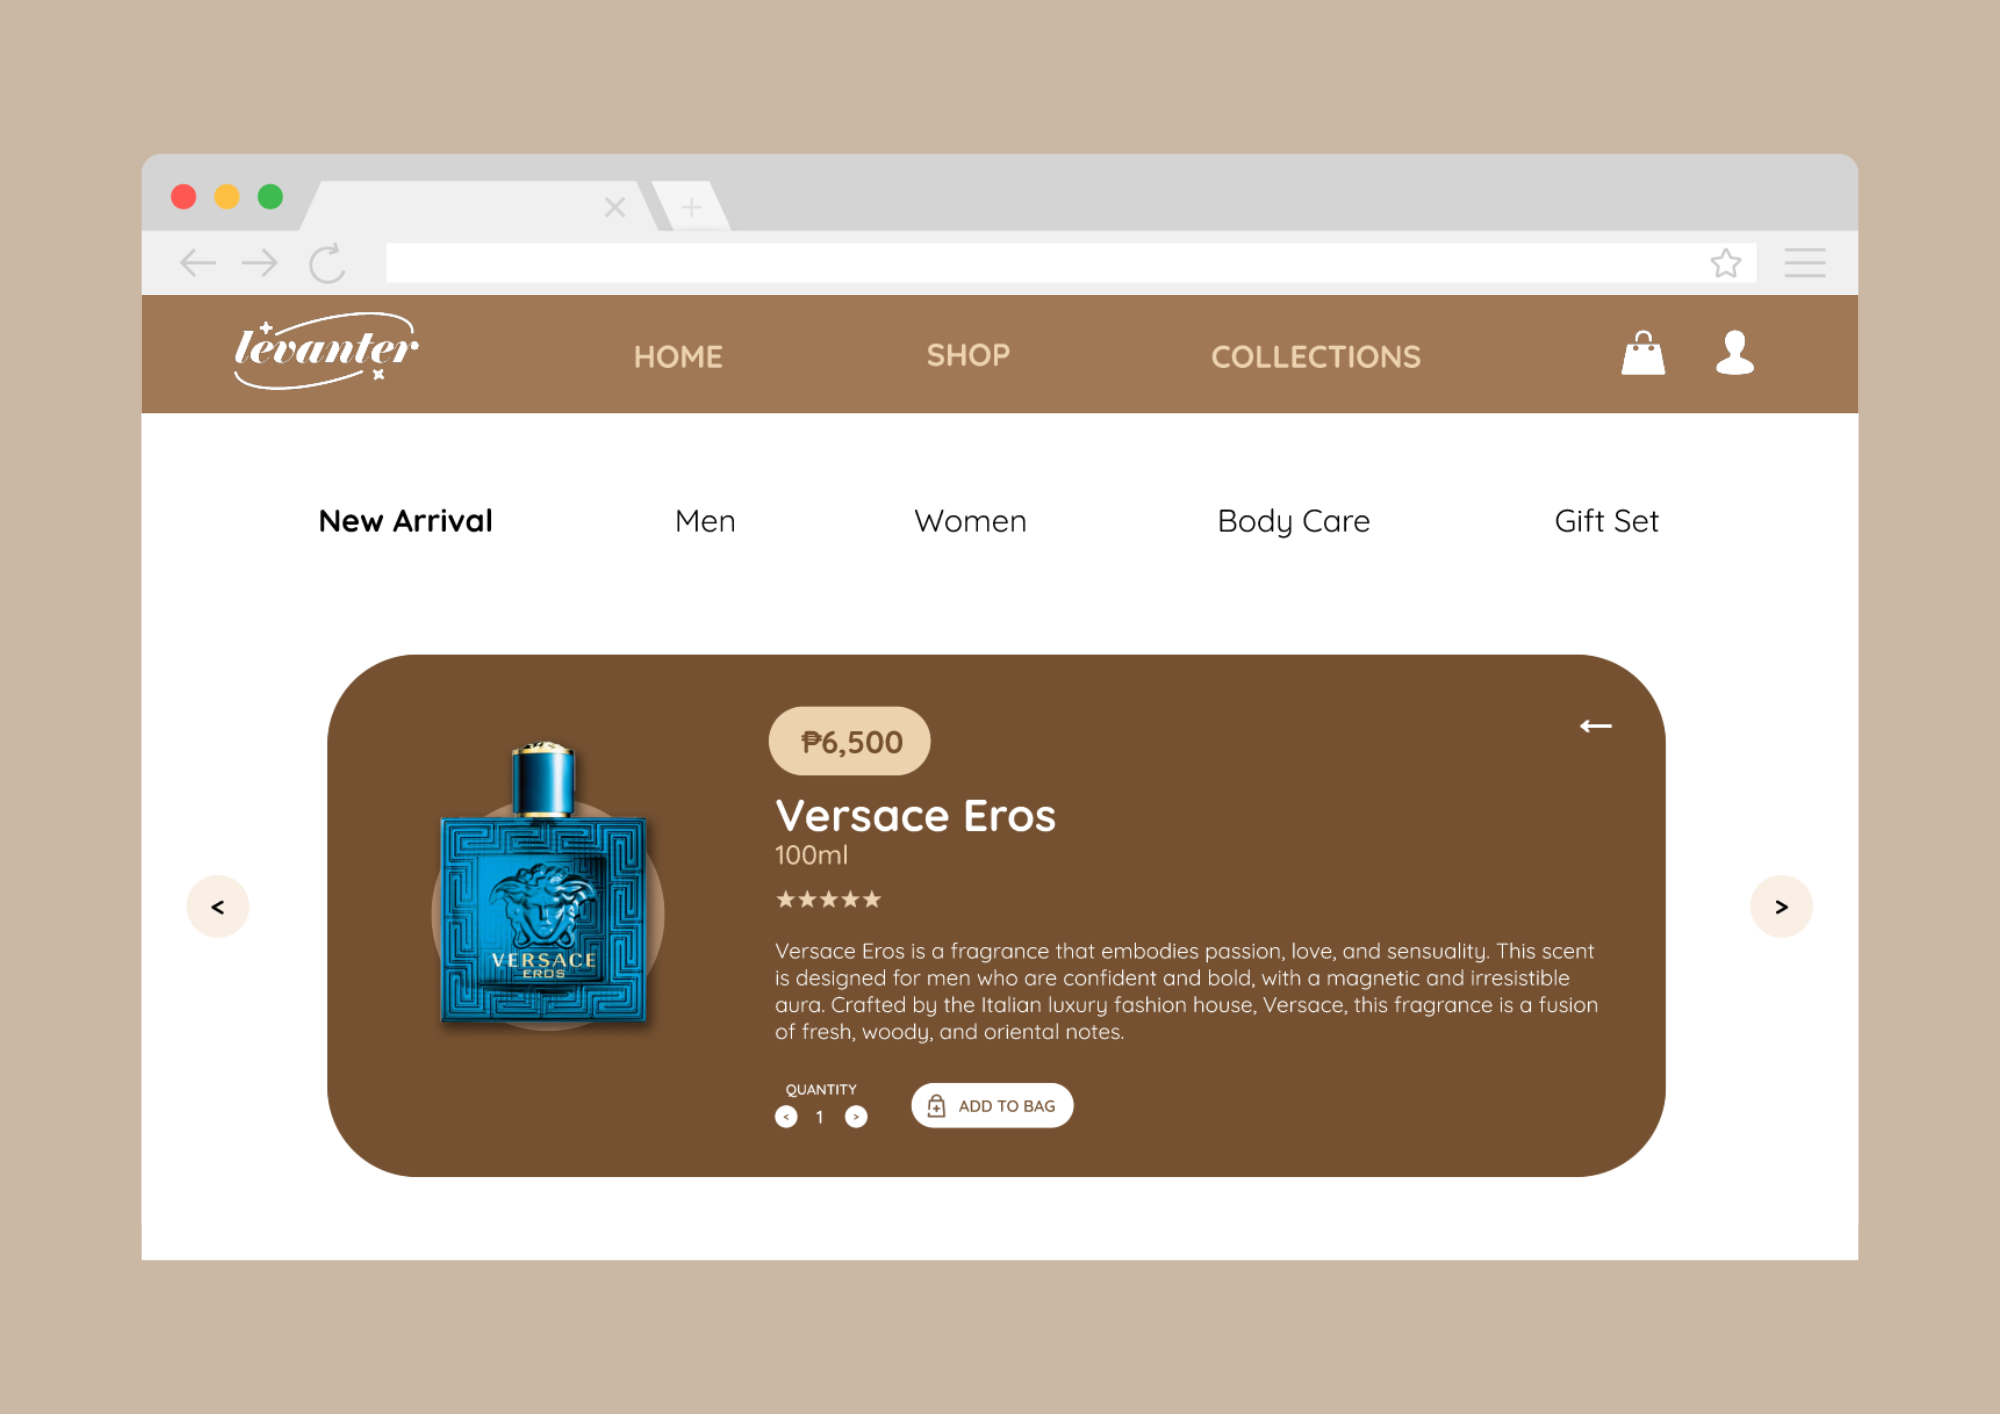 levanter
HOME
SHOP
COLLECTIONS
New Arrival
Men
Women
Body Care
Gift Set
₱6,500
Versace Eros
100ml
★★★★★
VERSACE
EROS
Versace Eros is a fragrance that embodies passion, love, and sensuality. This scent
is designed for men who are confident and bold, with a magnetic and irresistible
aura. Crafted by the Italian luxury fashion house, Versace, this fragrance is a fusion
of fresh, woody, and oriental notes.
<
>
QUANTITY
< 1 >
ADD TO BAG